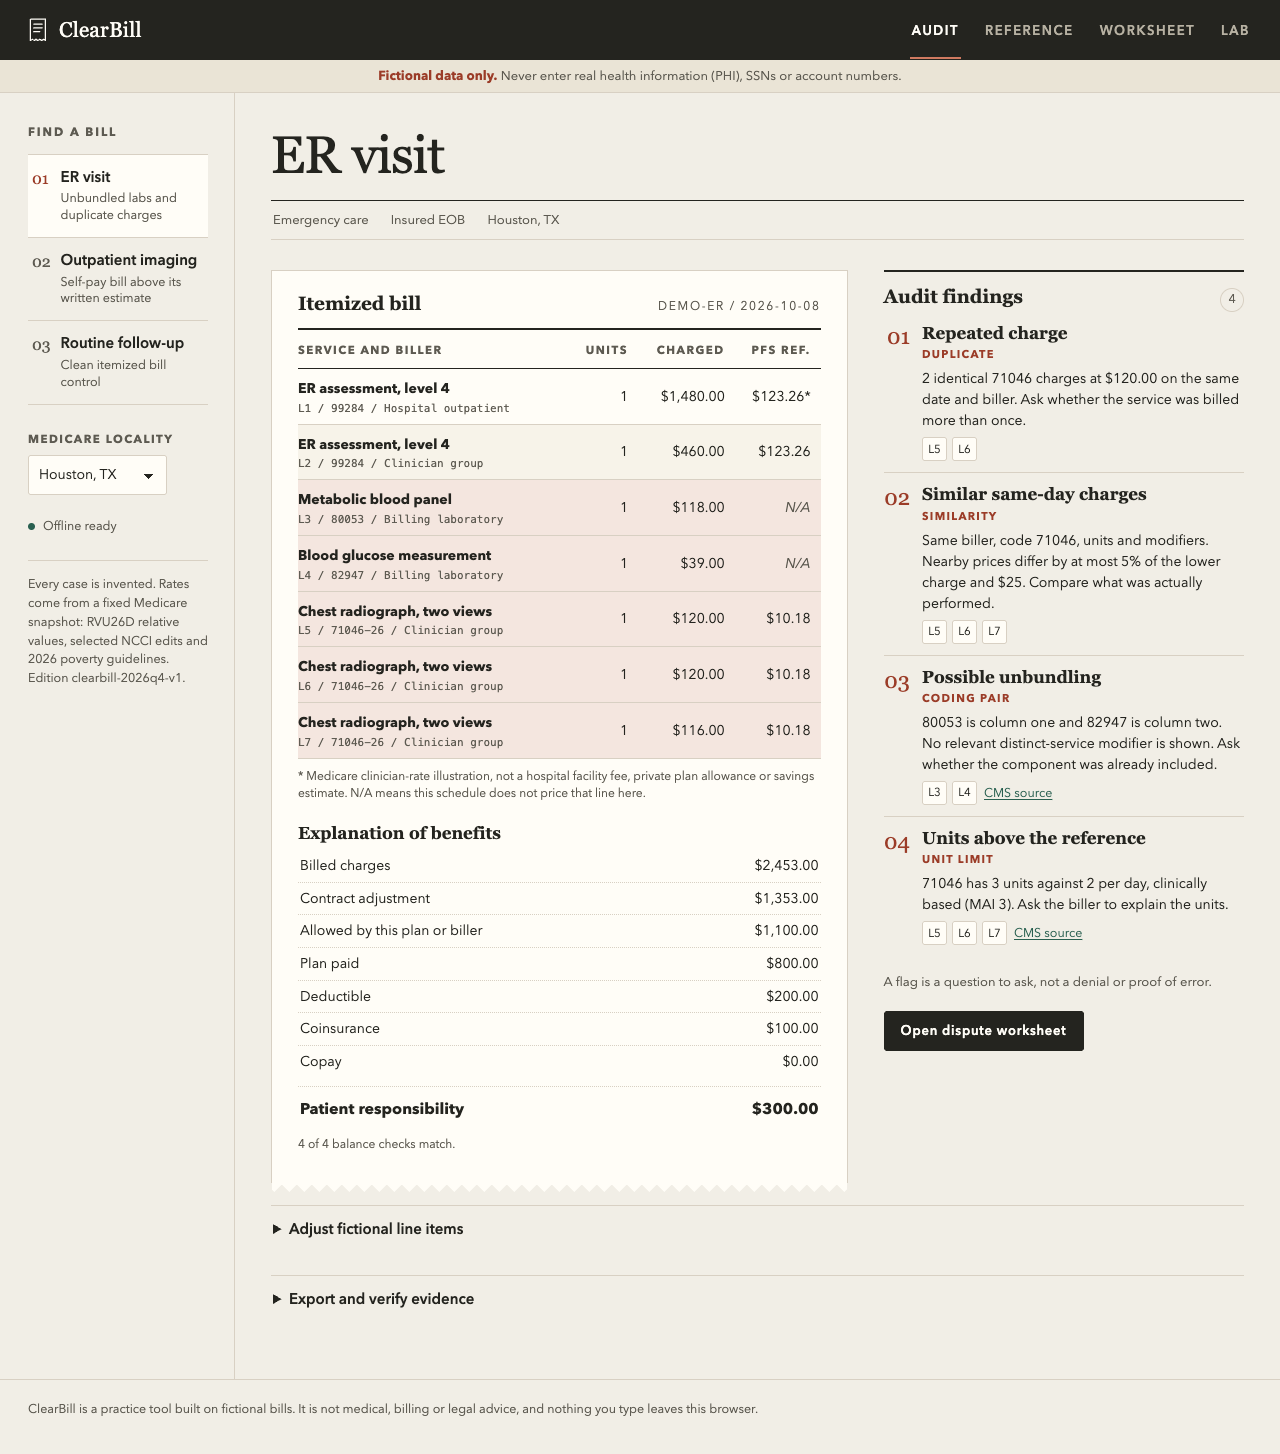 ClearBill
AUDIT REFERENCE WORKSHEET LAB
Fictional data only. Never enter real health information (PHI), SSNs or account numbers.
FIND A BILL
01 ER visit
Unbundled labs and
duplicate charges
02 Outpatient imaging
Self-pay bill above its
written estimate
03 Routine follow-up
Clean itemized bill
control
MEDICARE LOCALITY
Houston, TX
Offline ready
Every case is invented. Rates
come from a fixed Medicare
snapshot: RVU26D relative
values, selected NCCI edits and
2026 poverty guidelines.
Edition clearbill-2026q4-v1.
ER visit
Emergency care Insured EOB Houston, TX
Itemized bill DEMO-ER / 2026-10-08
SERVICE AND BILLER UNITS CHARGED PFS REF.
ER assessment, level 4 1 $1,480.00 $123.26*
L1 / 99284 / Hospital outpatient
ER assessment, level 4 1 $460.00 $123.26
L2 / 99284 / Clinician group
Metabolic blood panel 1 $118.00 N/A
L3 / 80053 / Billing laboratory
Blood glucose measurement 1 $39.00 N/A
L4 / 82947 / Billing laboratory
Chest radiograph, two views 1 $120.00 $10.18
L5 / 71046–26 / Clinician group
Chest radiograph, two views 1 $120.00 $10.18
L6 / 71046–26 / Clinician group
Chest radiograph, two views 1 $116.00 $10.18
L7 / 71046–26 / Clinician group
* Medicare clinician-rate illustration, not a hospital facility fee, private plan allowance or savings
estimate. N/A means this schedule does not price that line here.
Explanation of benefits
Billed charges $2,453.00
Contract adjustment $1,353.00
Allowed by this plan or biller $1,100.00
Plan paid $800.00
Deductible $200.00
Coinsurance $100.00
Copay $0.00
Patient responsibility $300.00
4 of 4 balance checks match.
Audit findings 4
01 Repeated charge
DUPLICATE
2 identical 71046 charges at $120.00 on the same
date and biller. Ask whether the service was billed
more than once.
L5 L6
02 Similar same-day charges
SIMILARITY
Same biller, code 71046, units and modifiers.
Nearby prices differ by at most 5% of the lower
charge and $25. Compare what was actually
performed.
L5 L6 L7
03 Possible unbundling
CODING PAIR
80053 is column one and 82947 is column two.
No relevant distinct-service modifier is shown. Ask
whether the component was already included.
L3 L4 CMS source
04 Units above the reference
UNIT LIMIT
71046 has 3 units against 2 per day, clinically
based (MAI 3). Ask the biller to explain the units.
L5 L6 L7 CMS source
A flag is a question to ask, not a denial or proof of error.
Open dispute worksheet
Adjust fictional line items
Export and verify evidence
ClearBill is a practice tool built on fictional bills. It is not medical, billing or legal advice, and nothing you type leaves this browser.